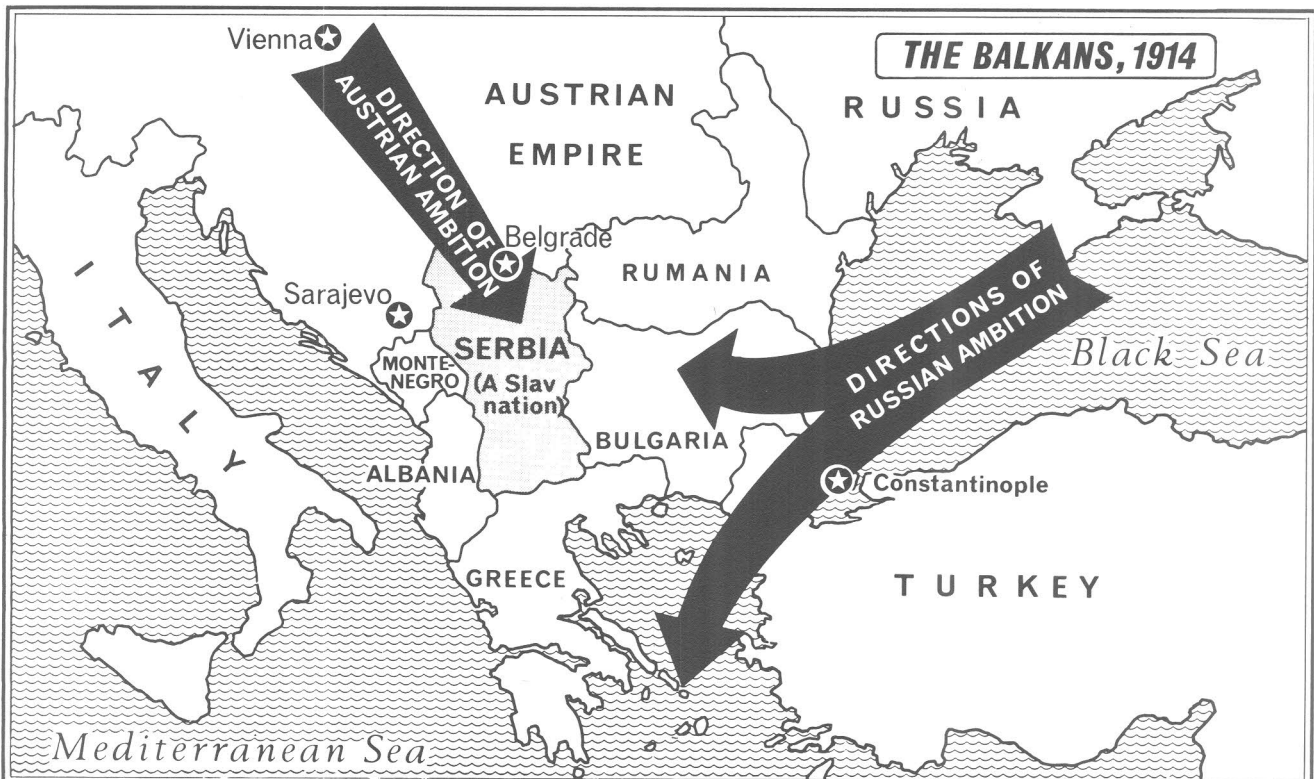 THE BALKANS, 1914
Vienna
DIRECTION OF
AUSTRIAN AMBITION
AUSTRIAN
EMPIRE
RUSSIA
Belgrade
RUMANIA
Sarajevo
SERBIA
(A Slav
nation)
MONTE-
NEGRO
DIRECTIONS OF
RUSSIAN AMBITION
Black Sea
ITALY
BULGARIA
ALBANIA
Constantinople
GREECE
TURKEY
Mediterranean Sea